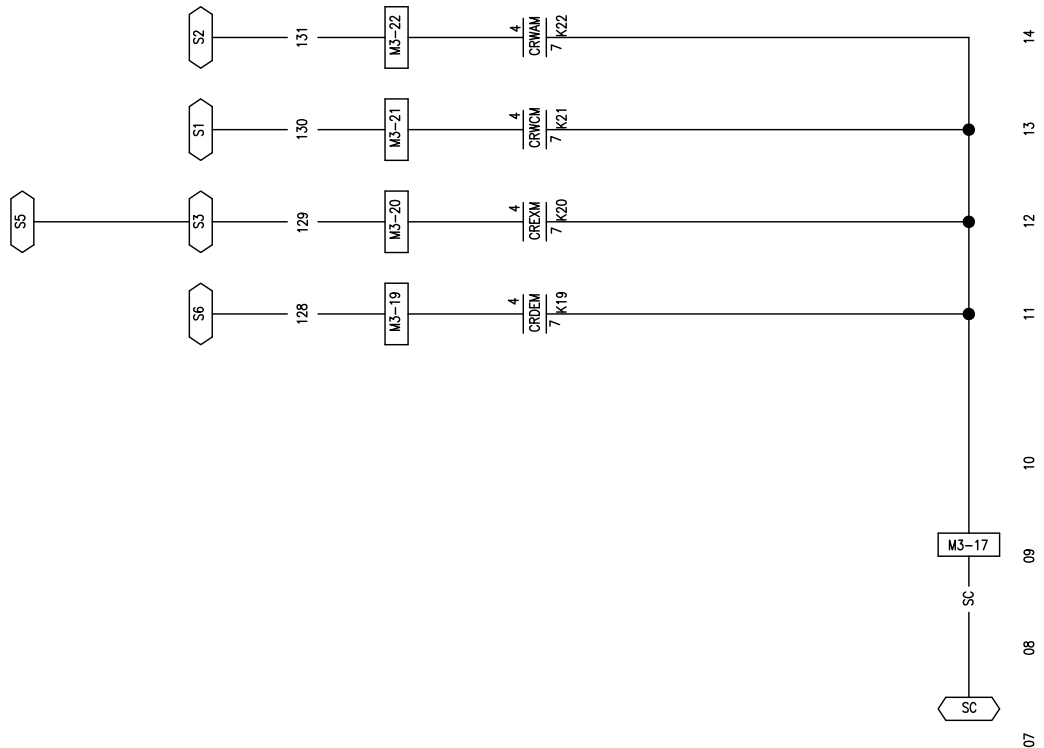 S2
131
M3-22
4
CRWAM
7 K22
14
S1
130
M3-21
4
CRWCM
7 K21
13
S5
S3
129
M3-20
4
CREXM
7 K20
12
S6
128
M3-19
4
CRDEM
7 K19
11
10
M3-17
09
SC
08
SC
07